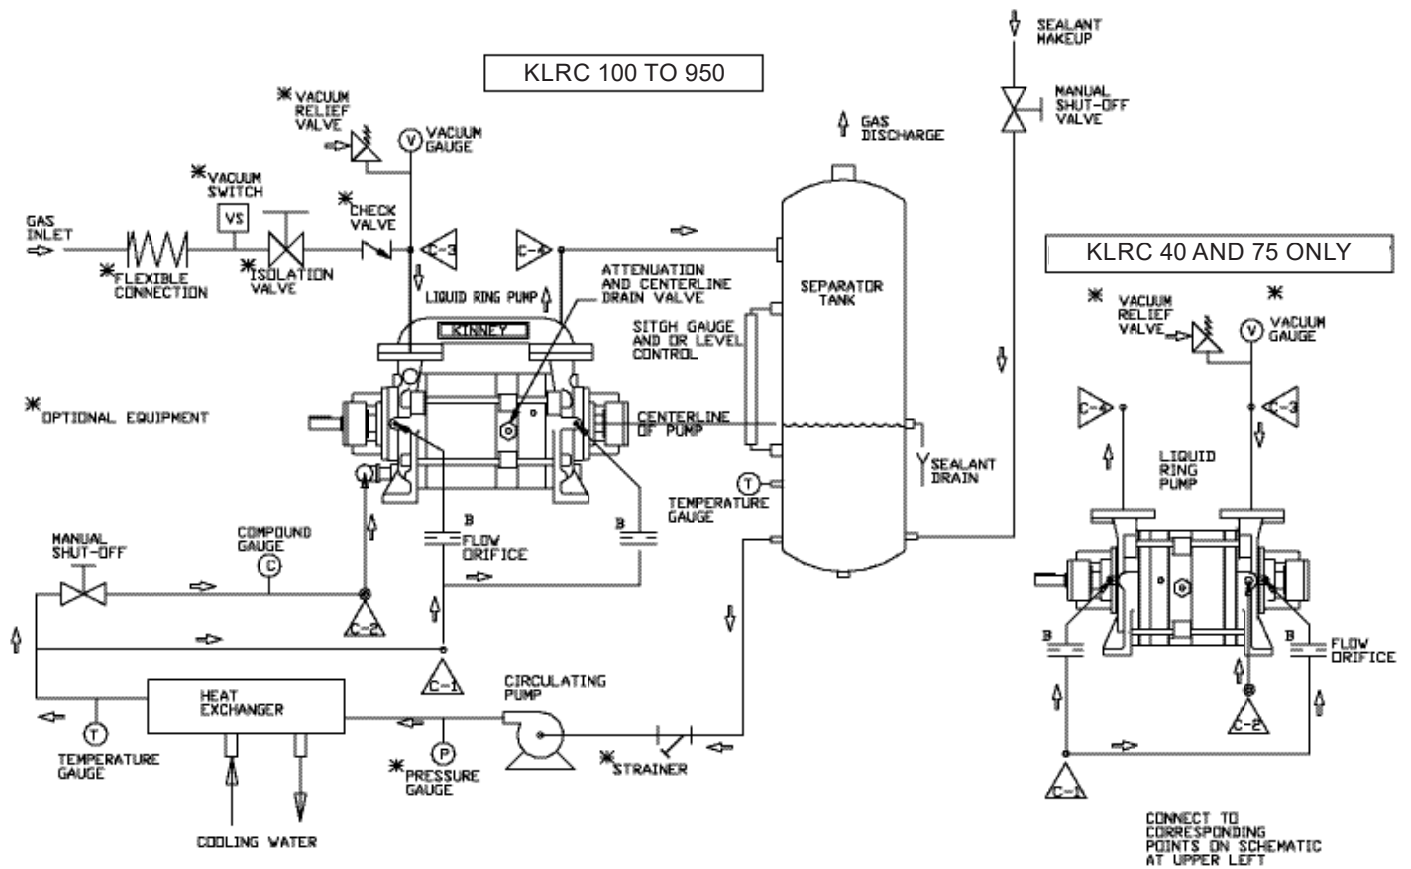 KLRC 100 TO 950
SEALANT
MAKEUP
MANUAL
SHUT-OFF
VALVE
GAS
DISCHARGE
* VACUUM
RELIEF
VALVE
V
VACUUM
GAUGE
* VACUUM
SWITCH
VS
* CHECK
VALVE
GAS
INLET
* FLEXIBLE
CONNECTION
* ISOLATION
VALVE
C-3
C-4
LIQUID RING PUMP
KINNEY
ATTENUATION
AND CENTERLINE
DRAIN VALVE
SITGH GAUGE
AND OR LEVEL
CONTROL
SEPARATOR
TANK
* OPTIONAL EQUIPMENT
CENTERLINE
OF PUMP
SEALANT
DRAIN
T
TEMPERATURE
GAUGE
B
FLOW
ORIFICE
B
MANUAL
SHUT-OFF
COMPOUND
GAUGE
C
C-2
C-1
HEAT
EXCHANGER
T
TEMPERATURE
GAUGE
COOLING WATER
P
* PRESSURE
GAUGE
CIRCULATING
PUMP
* STRAINER
KLRC 40 AND 75 ONLY
* VACUUM
RELIEF
VALVE
*
V
VACUUM
GAUGE
C-4
C-3
LIQUID
RING
PUMP
B
B
FLOW
ORIFICE
C-2
C-1
CONNECT TO
CORRESPONDING
POINTS ON SCHEMATIC
AT UPPER LEFT